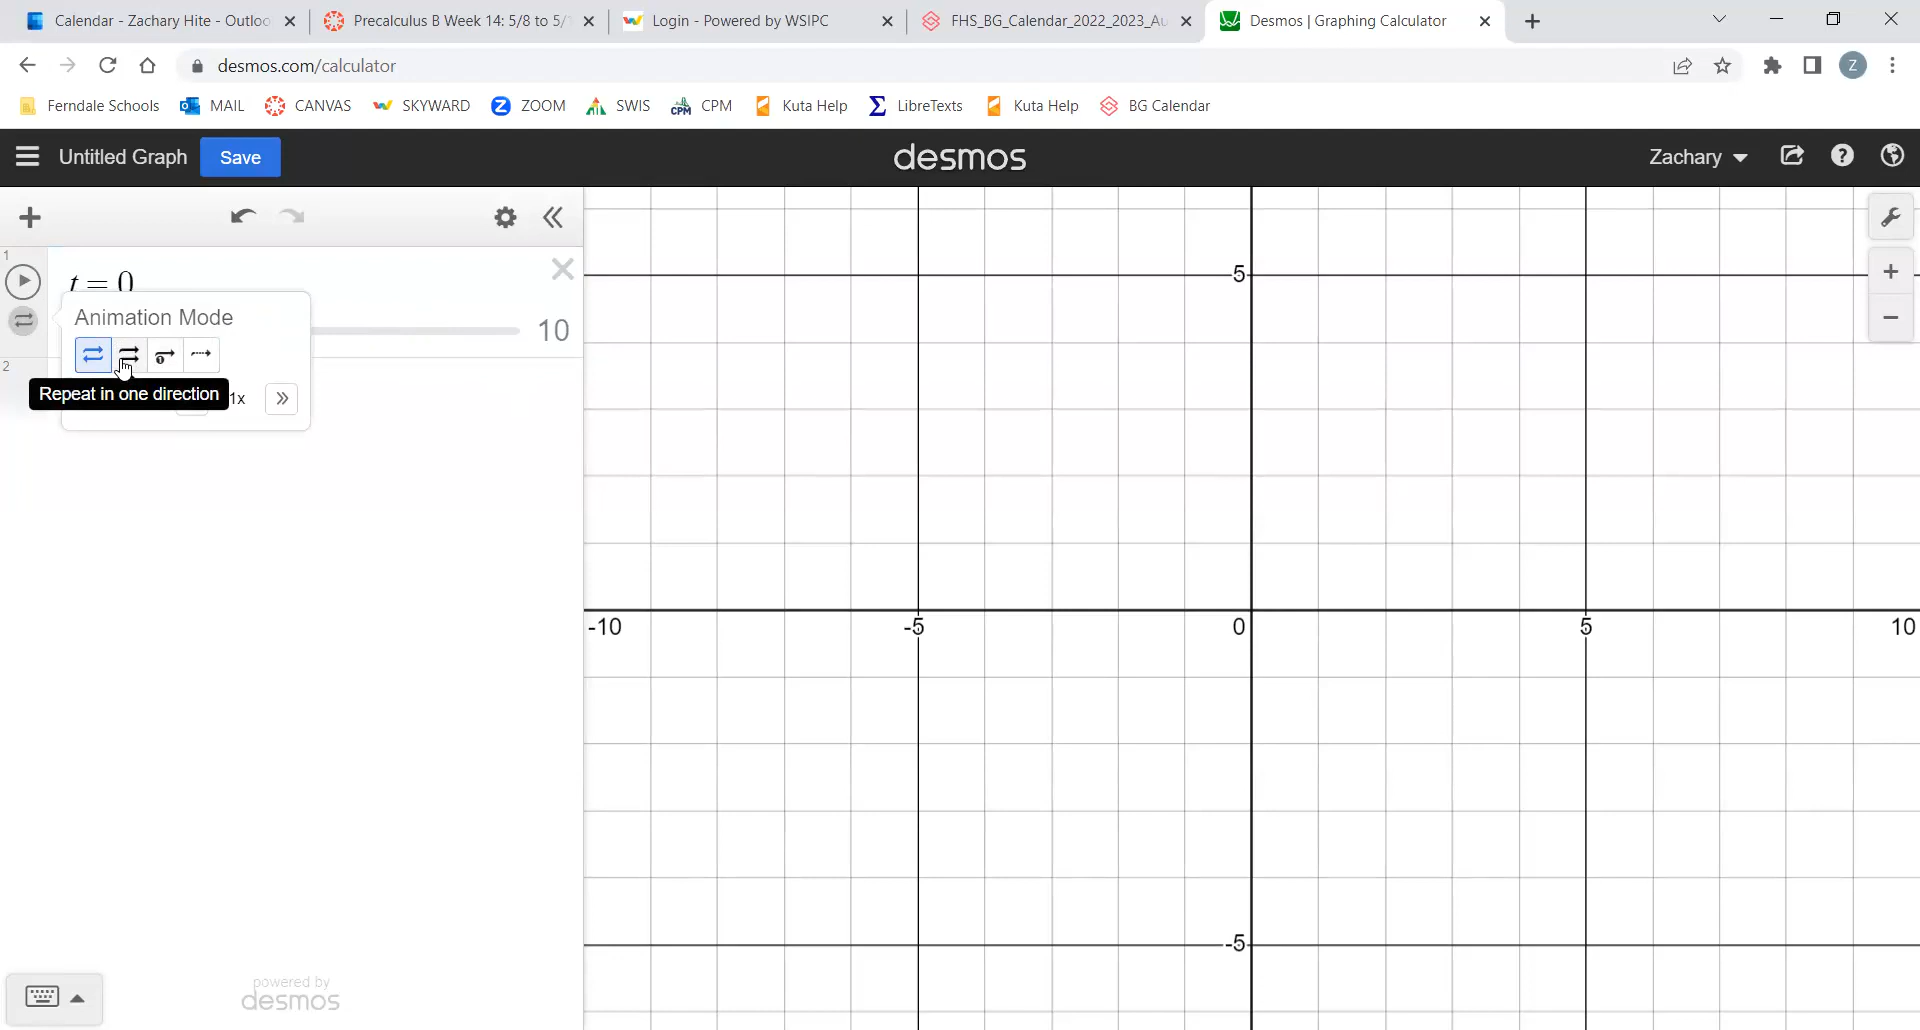 Calendar - Zachary Hite - Outloo
Precalculus B Week 14: 5/8 to 5/1
Login - Powered by WSIPC
FHS_BG_Calendar_2022_2023_Au
Desmos | Graphing Calculator
desmos.com/calculator
Z
Ferndale Schools
MAIL
CANVAS
SKYWARD
ZOOM
SWIS
CPM
Kuta Help
LibreTexts
Kuta Help
BG Calendar
Untitled Graph
Save
desmos
Zachary
1
t = 0
10
Animation Mode
2
Repeat in one direction
1x
5
-10
-5
0
5
10
-5
powered by
desmos